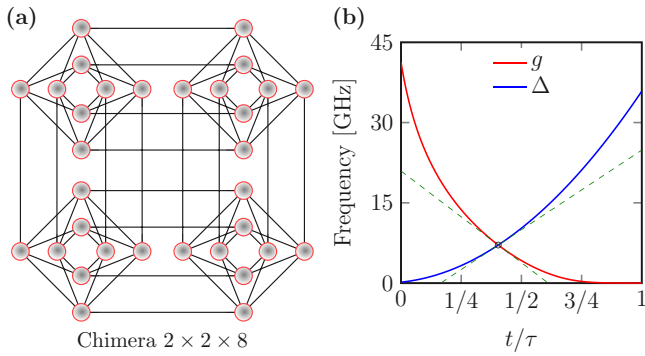 (a)
Chimera 2 × 2 × 8
(b)
Frequency [GHz]
45
30
15
0
g
Δ
0
1/4
1/2
3/4
1
t/τ